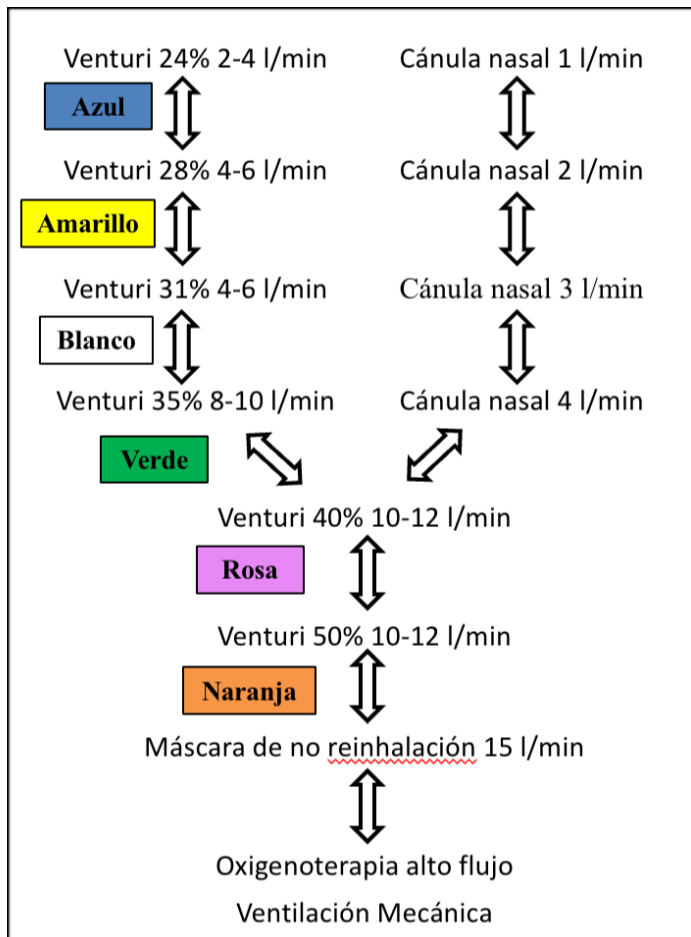 Venturi 24% 2-4 l/min
Cánula nasal 1 l/min
Azul
Venturi 28% 4-6 l/min
Cánula nasal 2 l/min
Amarillo
Venturi 31% 4-6 l/min
Cánula nasal 3 l/min
Blanco
Venturi 35% 8-10 l/min
Cánula nasal 4 l/min
Verde
Venturi 40% 10-12 l/min
Rosa
Venturi 50% 10-12 l/min
Naranja
Máscara de no reinhalación 15 l/min
Oxigenoterapia alto flujo
Ventilación Mecánica